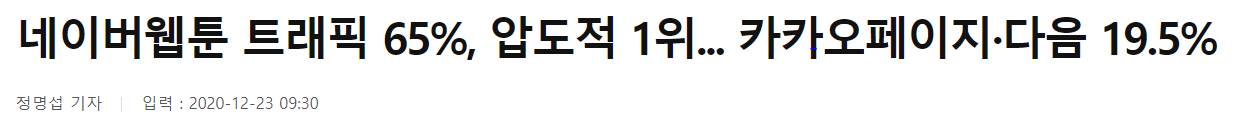 네이버웹툰 트래픽 65%, 압도적 1위... 카카오페이지·다음 19.5%
정명섭 기자 | 입력 : 2020-12-23 09:30